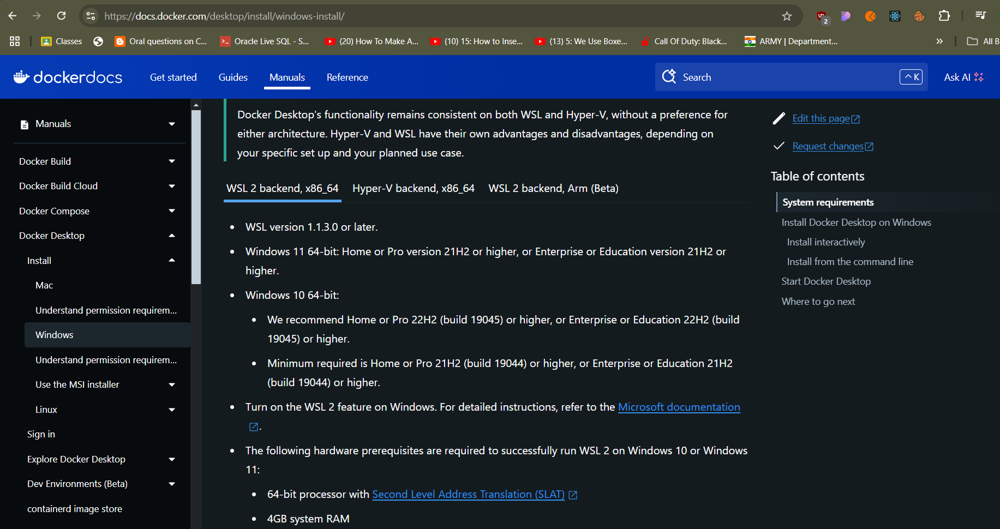 https://docs.docker.com/desktop/install/windows-install/
2
Classes
Oral questions on C...
Oracle Live SQL - S...
(20) How To Make A...
(10) 15: How to Inse...
(13) 5: We Use Boxe...
Call Of Duty: Black...
ARMY | Department...
»
All B
dockerdocs
Get started
Guides
Manuals
Reference
Search
^ K
Ask AI
Manuals
Docker Build
Docker Build Cloud
Docker Compose
Docker Desktop
Install
Mac
Understand permission requirem...
Windows
Understand permission requirem...
Use the MSI installer
Linux
Sign in
Explore Docker Desktop
Dev Environments (Beta)
containerd image store
Docker Desktop's functionality remains consistent on both WSL and Hyper-V, without a preference for
either architecture. Hyper-V and WSL have their own advantages and disadvantages, depending on
your specific set up and your planned use case.
WSL 2 backend, x86_64
Hyper-V backend, x86_64
WSL 2 backend, Arm (Beta)
• WSL version 1.1.3.0 or later.
• Windows 11 64-bit: Home or Pro version 21H2 or higher, or Enterprise or Education version 21H2 or
higher.
• Windows 10 64-bit:
• We recommend Home or Pro 22H2 (build 19045) or higher, or Enterprise or Education 22H2 (build
19045) or higher.
• Minimum required is Home or Pro 21H2 (build 19044) or higher, or Enterprise or Education 21H2
(build 19044) or higher.
• Turn on the WSL 2 feature on Windows. For detailed instructions, refer to the Microsoft documentation
.
• The following hardware prerequisites are required to successfully run WSL 2 on Windows 10 or Windows
11:
• 64-bit processor with Second Level Address Translation (SLAT)
• 4GB system RAM
Edit this page
Request changes
Table of contents
System requirements
Install Docker Desktop on Windows
Install interactively
Install from the command line
Start Docker Desktop
Where to go next